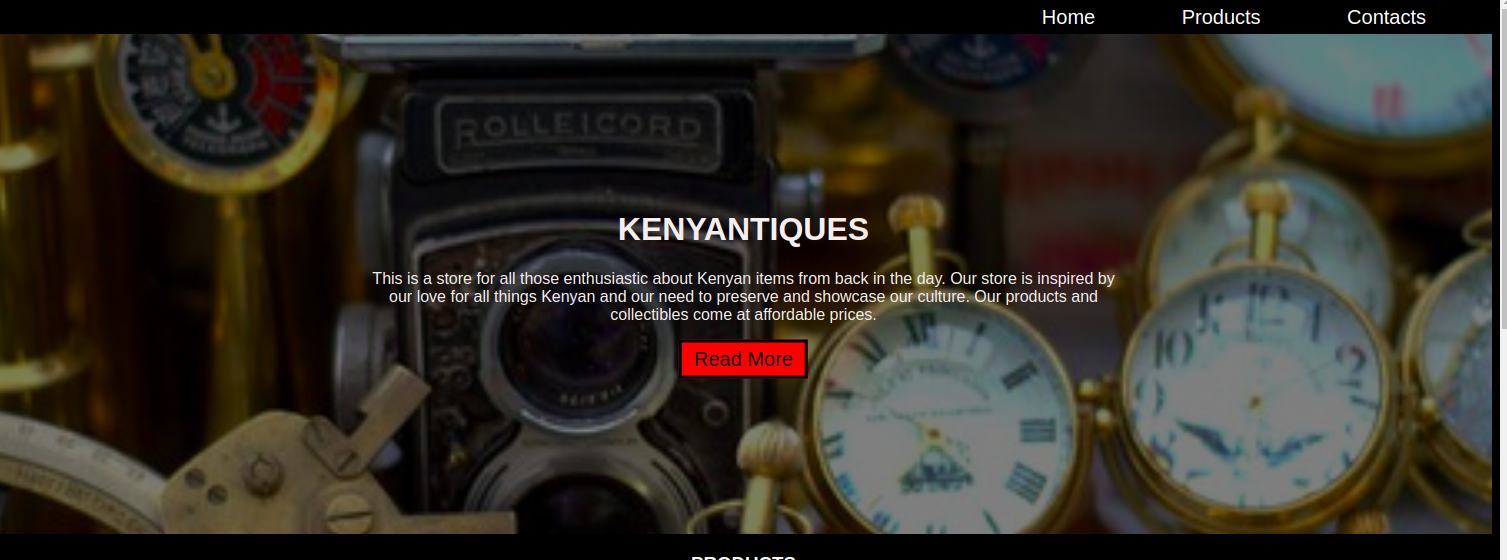 Home Products Contacts
ROLLEICORD
KENYANTIQUES
This is a store for all those enthusiastic about Kenyan items from back in the day. Our store is inspired by
our love for all things Kenyan and our need to preserve and showcase our culture. Our products and
collectibles come at affordable prices.
Read More
PRODUCTS